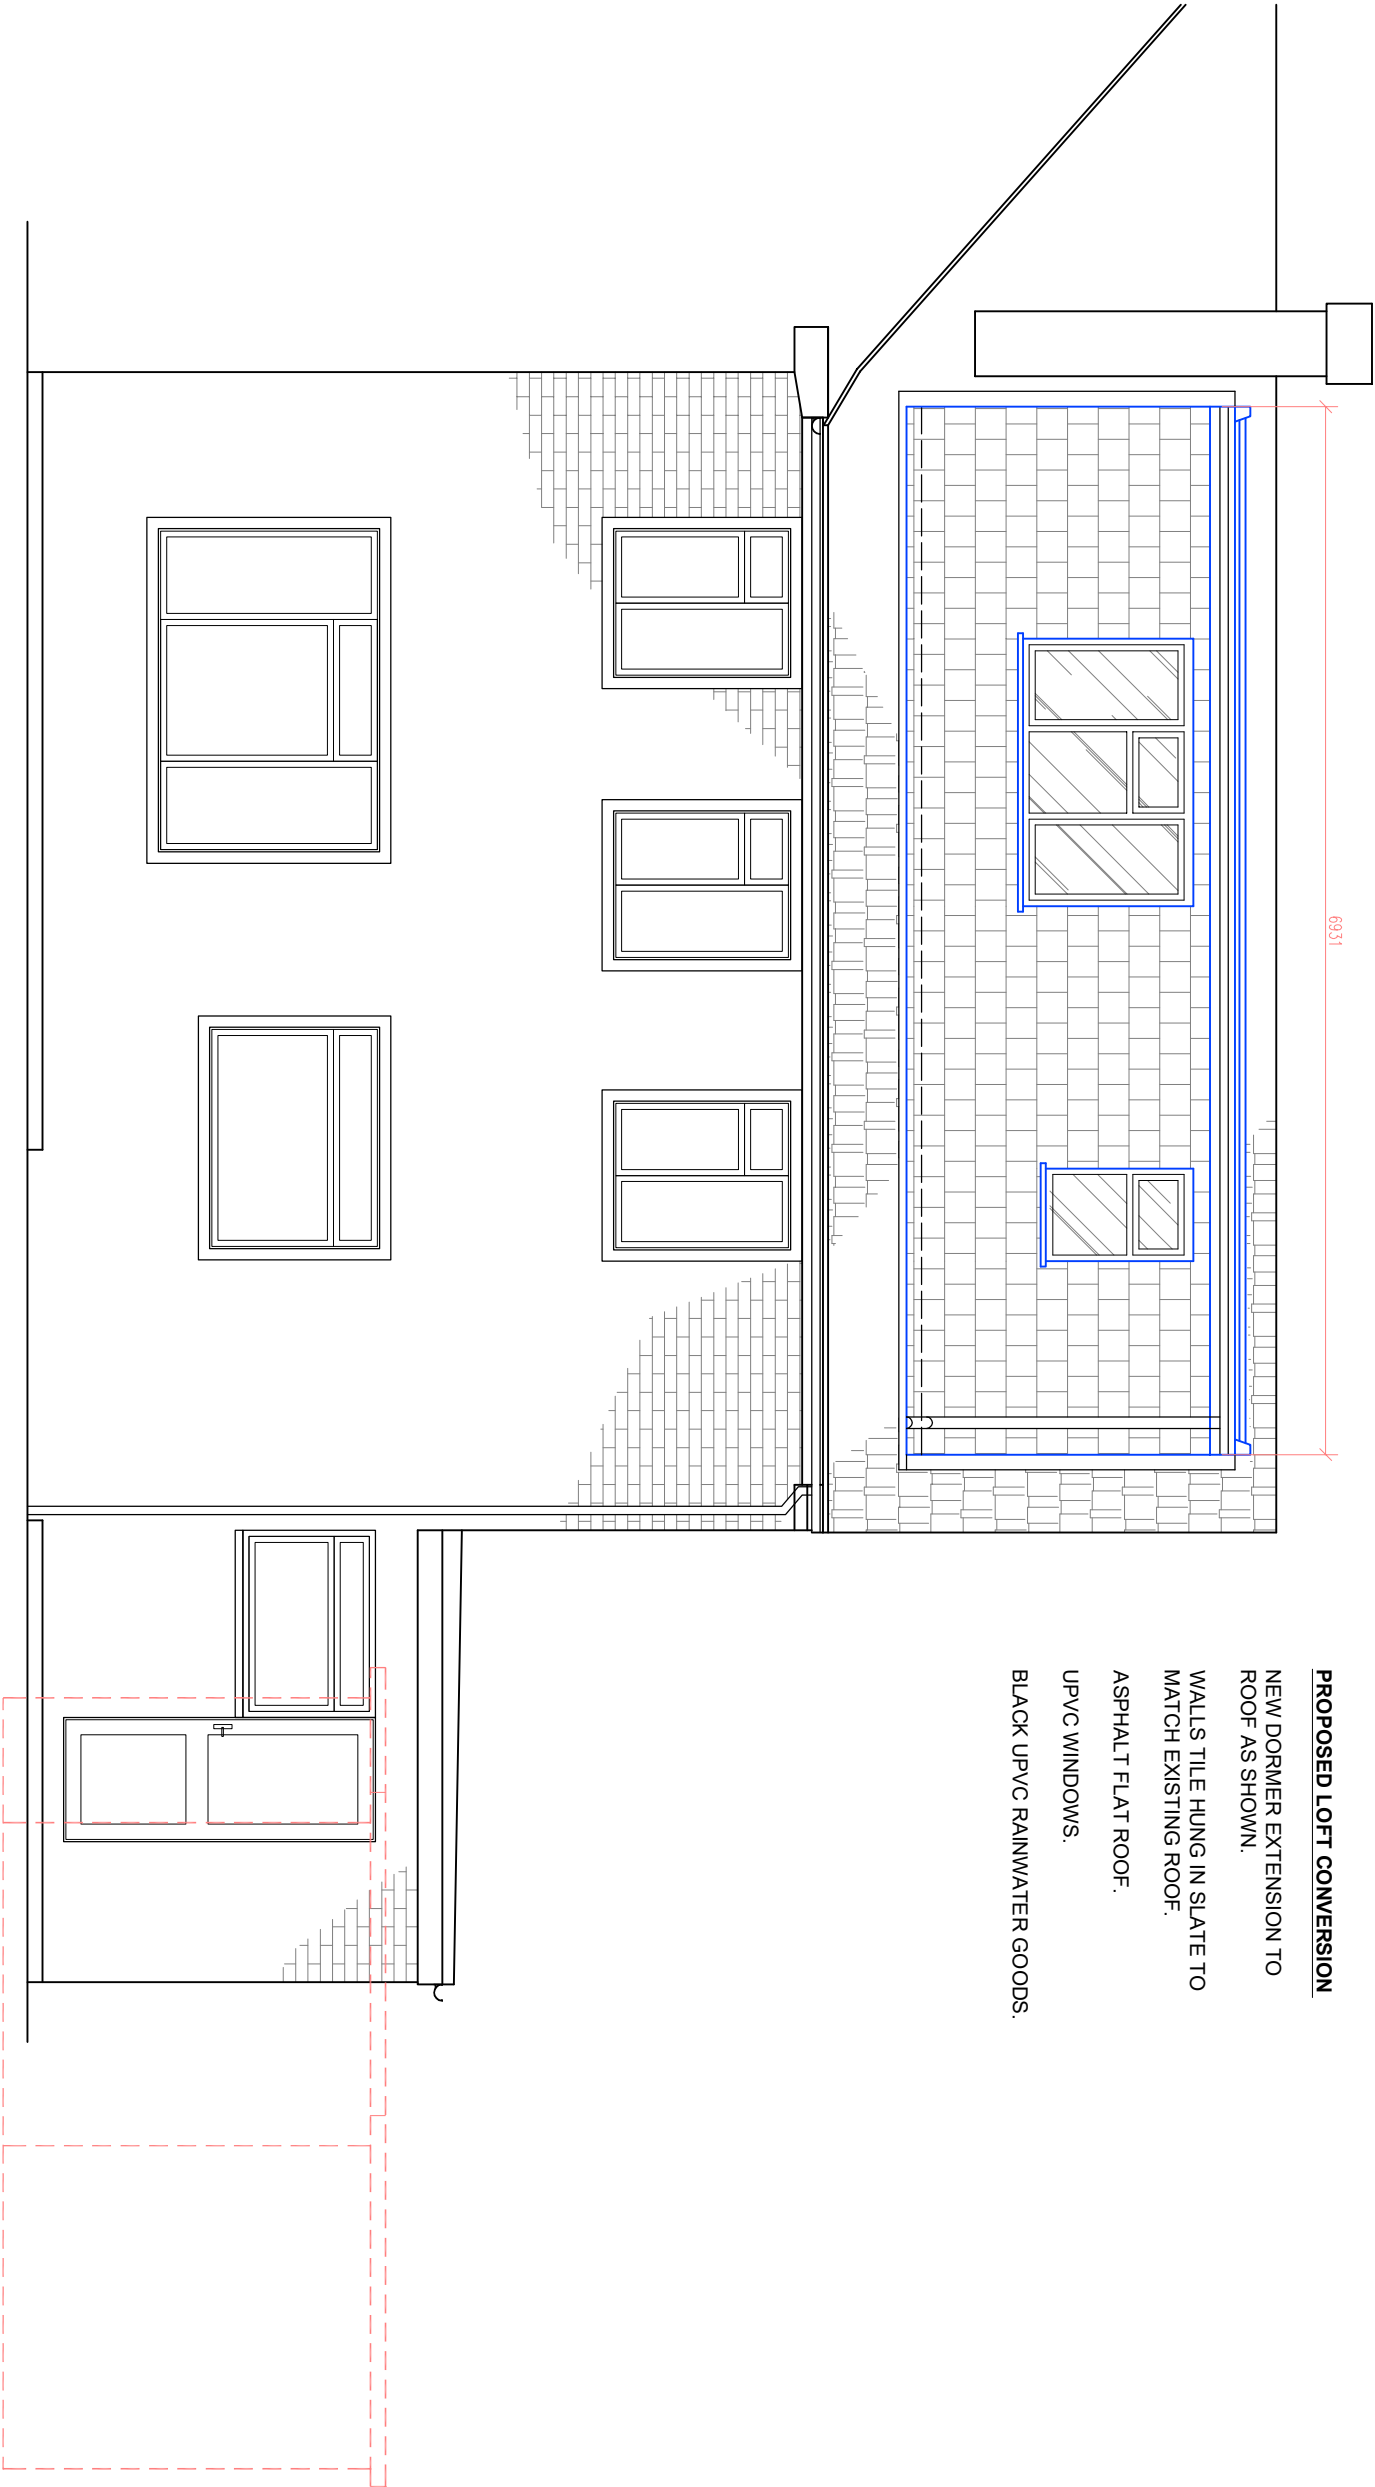 6931
PROPOSED LOFT CONVERSION
NEW DORMER EXTENSION TO
ROOF AS SHOWN.
WALLS TILE HUNG IN SLATE TO
MATCH EXISTING ROOF.
ASPHALT FLAT ROOF.
UPVC WINDOWS.
BLACK UPVC RAINWATER GOODS.